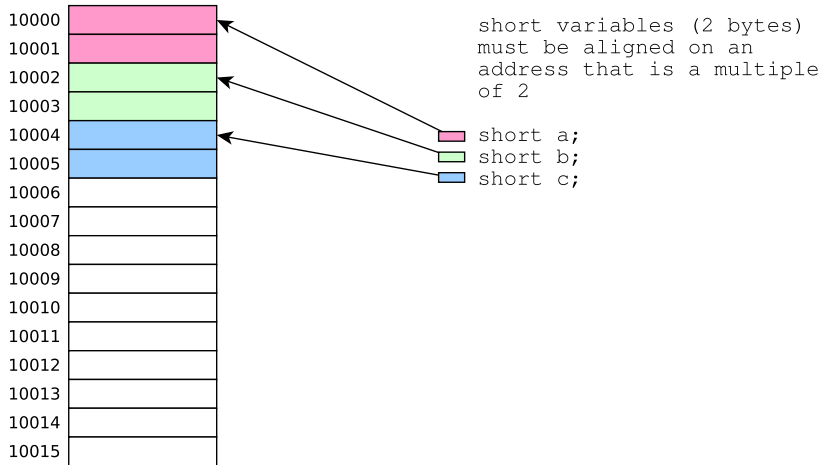 10000
10001
10002
10003
10004
10005
10006
10007
10008
10009
10010
10011
10012
10013
10014
10015
short variables (2 bytes)
must be aligned on an
address that is a multiple
of 2
short a;
short b;
short c;